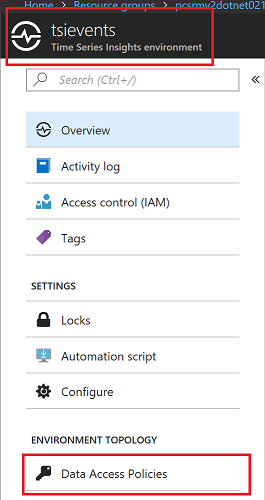 Home > Resource groups > pcsrmv2dotnet021
tsievents
Time Series Insights environment
Search (Ctrl+/)
Overview
Activity log
Access control (IAM)
Tags
SETTINGS
Locks
Automation script
Configure
ENVIRONMENT TOPOLOGY
Data Access Policies